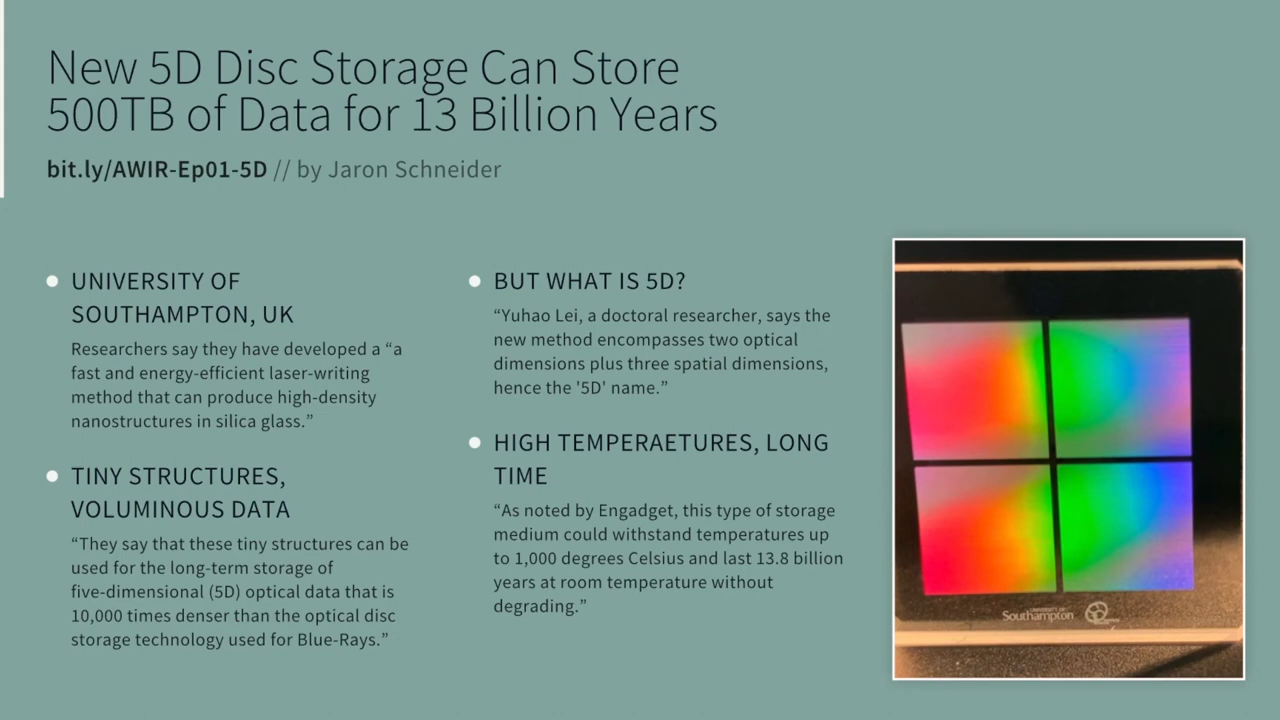 New 5D Disc Storage Can Store
500TB of Data for 13 Billion Years
bit.ly/AWIR-Ep01-5D // by Jaron Schneider
UNIVERSITY OF
SOUTHAMPTON, UK
Researchers say they have developed a “a
fast and energy-efficient laser-writing
method that can produce high-density
nanostructures in silica glass.”
TINY STRUCTURES,
VOLUMINOUS DATA
“They say that these tiny structures can be
used for the long-term storage of
five-dimensional (5D) optical data that is
10,000 times denser than the optical disc
storage technology used for Blue-Rays.”
BUT WHAT IS 5D?
“Yuhao Lei, a doctoral researcher, says the
new method encompasses two optical
dimensions plus three spatial dimensions,
hence the '5D' name.”
HIGH TEMPERAETURES, LONG
TIME
“As noted by Engadget, this type of storage
medium could withstand temperatures up
to 1,000 degrees Celsius and last 13.8 billion
years at room temperature without
degrading.”
UNIVERSITY OF
Southampton